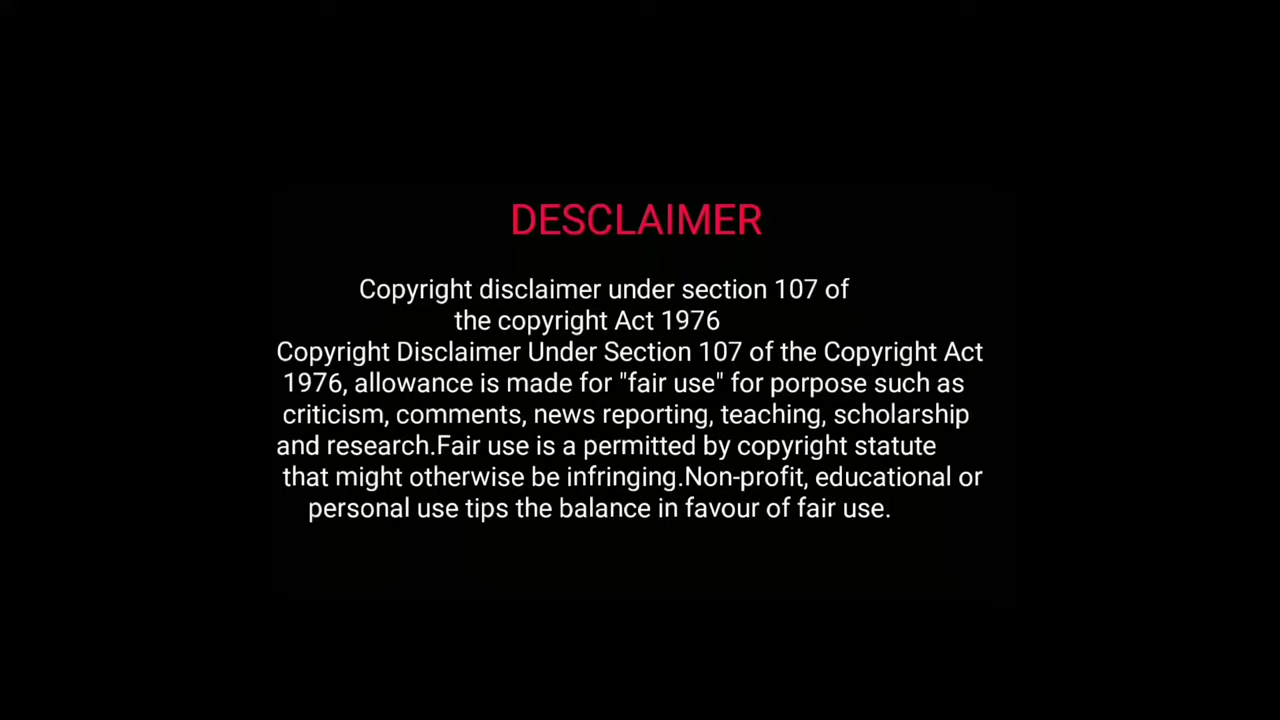 DESCLAIMER
Copyright disclaimer under section 107 of
the copyright Act 1976
Copyright Disclaimer Under Section 107 of the Copyright Act
1976, allowance is made for "fair use" for porpose such as
criticism, comments, news reporting, teaching, scholarship
and research.Fair use is a permitted by copyright statute
that might otherwise be infringing.Non-profit, educational or
personal use tips the balance in favour of fair use.